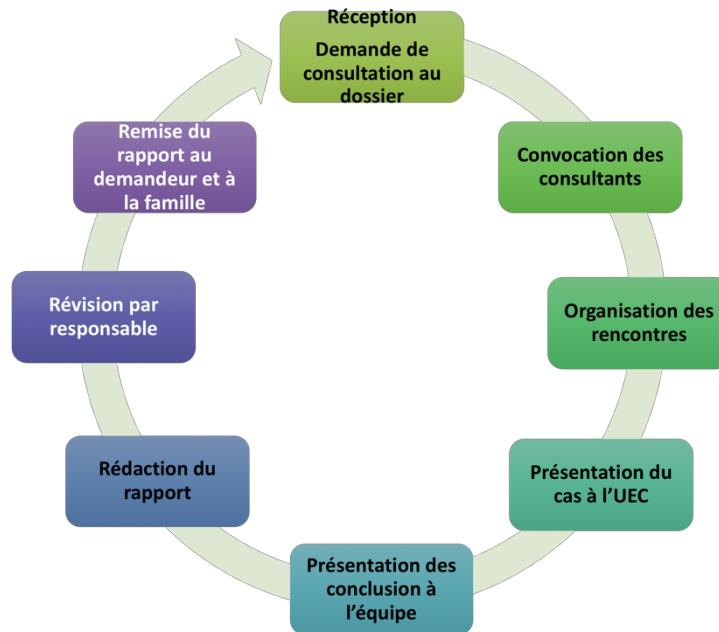 Réception
Demande de
consultation au
dossier
Convocation des
consultants
Organisation des
rencontres
Présentation du
cas à l’UEC
Présentation des
conclusion à
l’équipe
Rédaction du
rapport
Révision par
responsable
Remise du
rapport au
demandeur et à
la famille